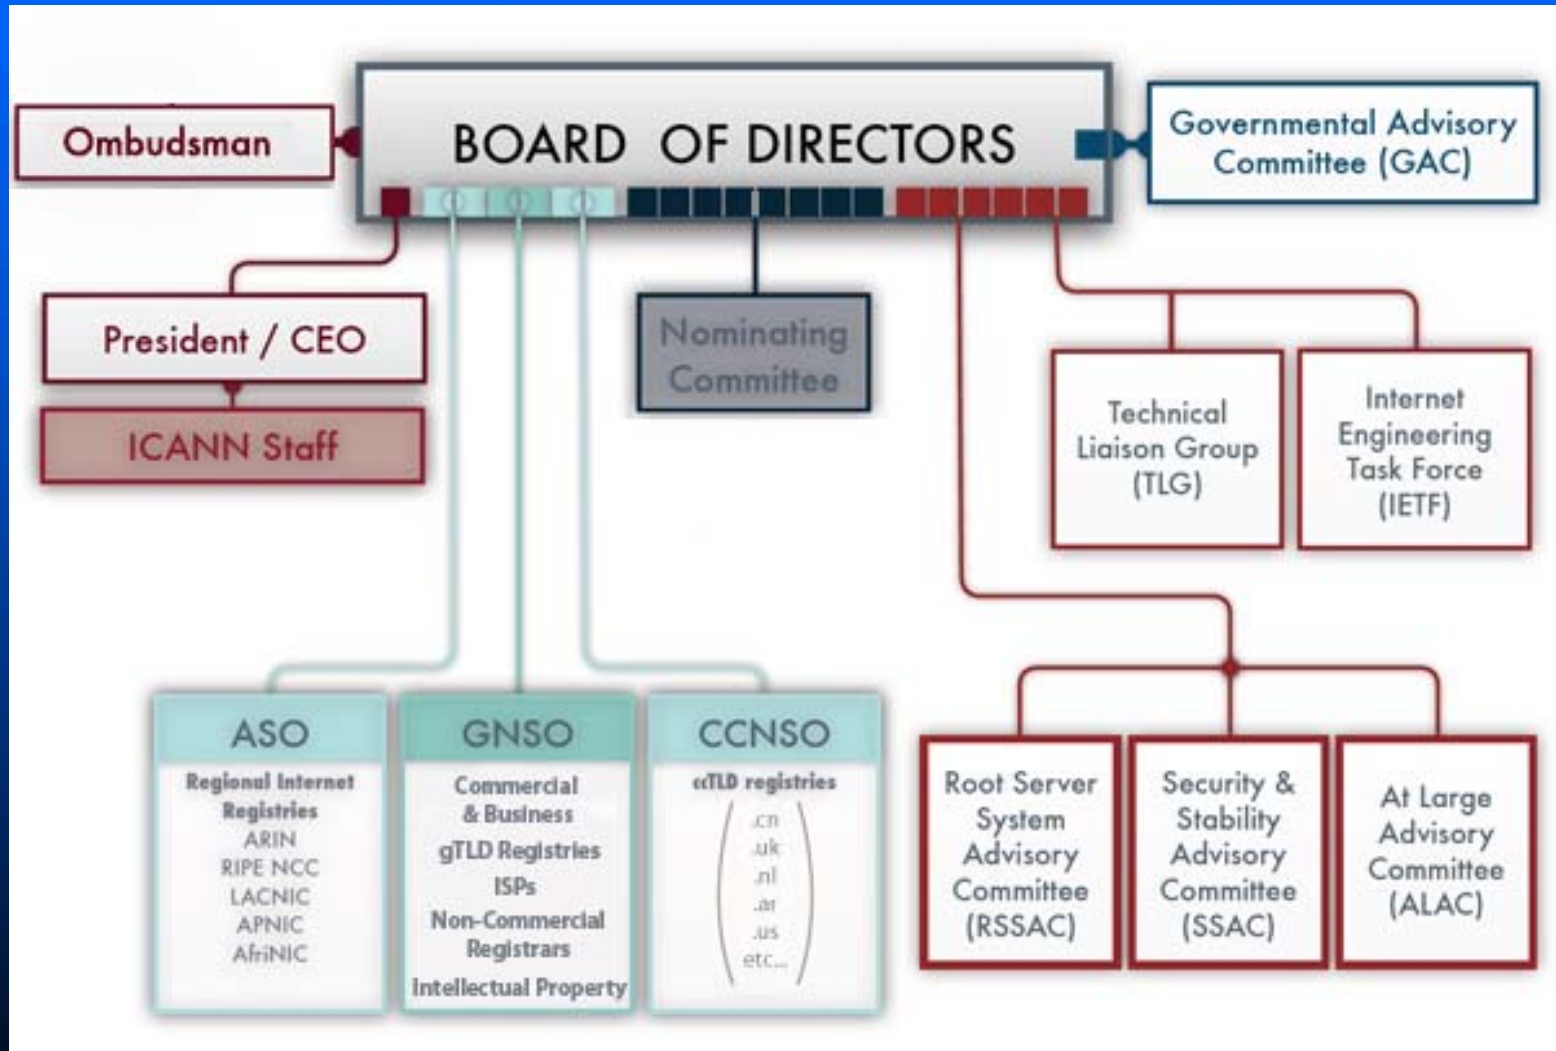 Ombudsman
BOARD OF DIRECTORS
Governmental Advisory
Committee (GAC)
President / CEO
ICANN Staff
Nominating
Committee
Technical
Liaison Group
(TLG)
Internet
Engineering
Task Force
(IETF)
ASO
Regional Internet
Registries
ARIN
RIPE NCC
LACNIC
APNIC
AfriNIC
GNSO
Commercial
& Business
gTLD Registries
ISPs
Non-Commercial
Registrars
Intellectual Property
CCNSO
ccTLD registries
.cn
.uk
.nl
.ar
.us
etc...
Root Server
System
Advisory
Committee
(RSSAC)
Security &
Stability
Advisory
Committee
(SSAC)
At Large
Advisory
Committee
(ALAC)